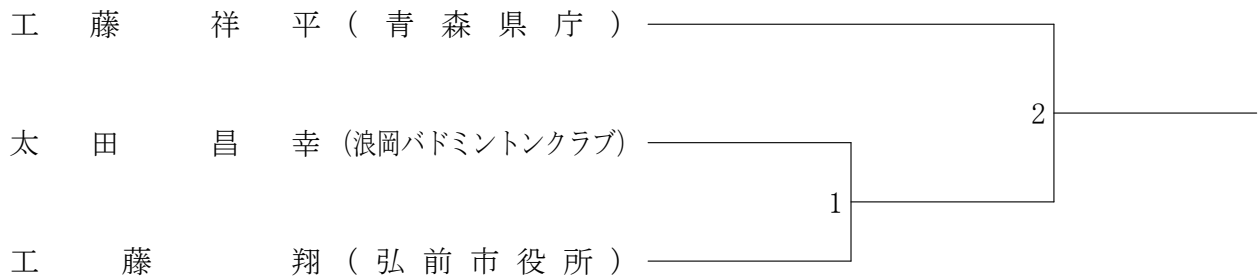 工藤 祥平(青森県庁)
2
太田 昌幸(浪岡バドミントンクラブ)
1
工藤 翔(弘前市役所)